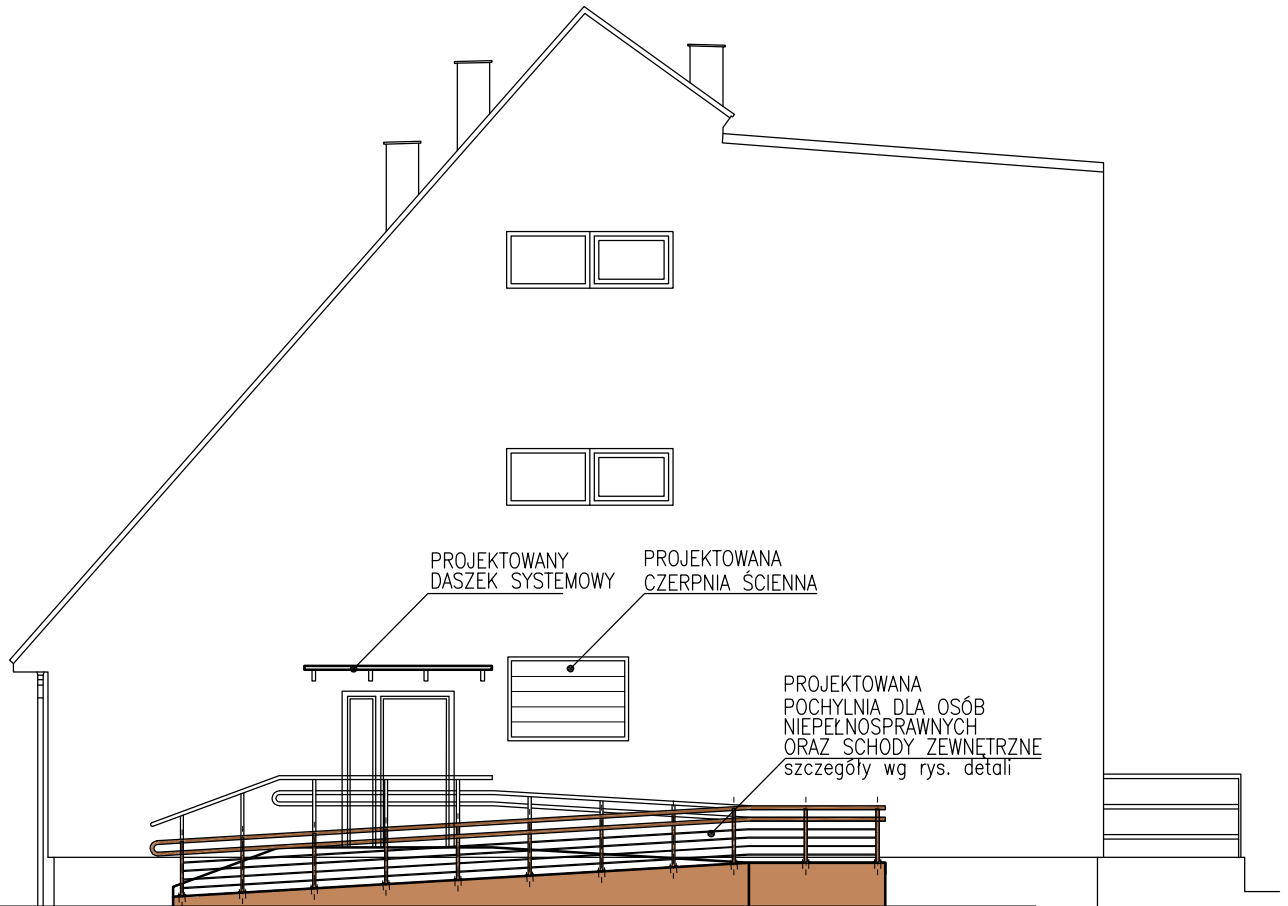 PROJEKTOWANY
DASZEK SYSTEMOWY
PROJEKTOWANA
CZERPNIA ŚCIENNA
PROJEKTOWANA
POCHYLNIA DLA OSÓB
NIEPEŁNOSPRAWNYCH
ORAZ SCHODY ZEWNĘTRZNE
szczegóły wg rys. detali